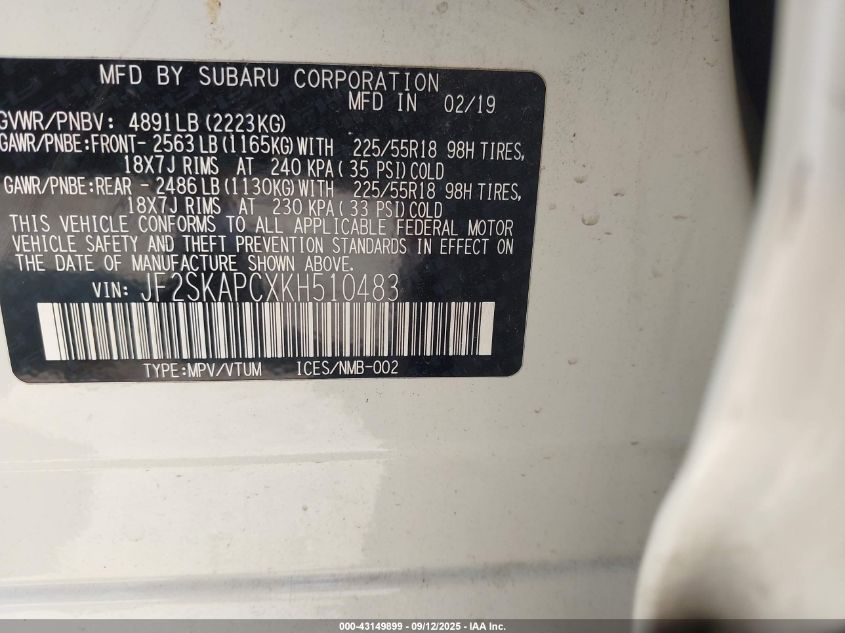 MFD BY SUBARU CORPORATION
MFD IN 02/19
GVWR/PNBV: 4891LB (2223KG)
GAWR/PNBE:FRONT- 2563 LB (1165KG) WITH 225/55R18 98H TIRES,
18X7J RIMS AT 240 KPA ( 35 PSI) COLD
GAWR/PNBE:REAR - 2486 LB (1130KG) WITH 225/55R18 98H TIRES,
18X7J RIMS AT 230 KPA ( 33 PSI) COLD
THIS VEHICLE CONFORMS TO ALL APPLICABLE FEDERAL MOTOR
VEHICLE SAFETY AND THEFT PREVENTION STANDARDS IN EFFECT ON
THE DATE OF MANUFACTURE SHOWN ABOVE.
VIN: JF2SKAPCXKH510483
TYPE:MPV/VTUM ICES/NMB-002
000-43149899 - 09/12/2025 - IAA Inc.